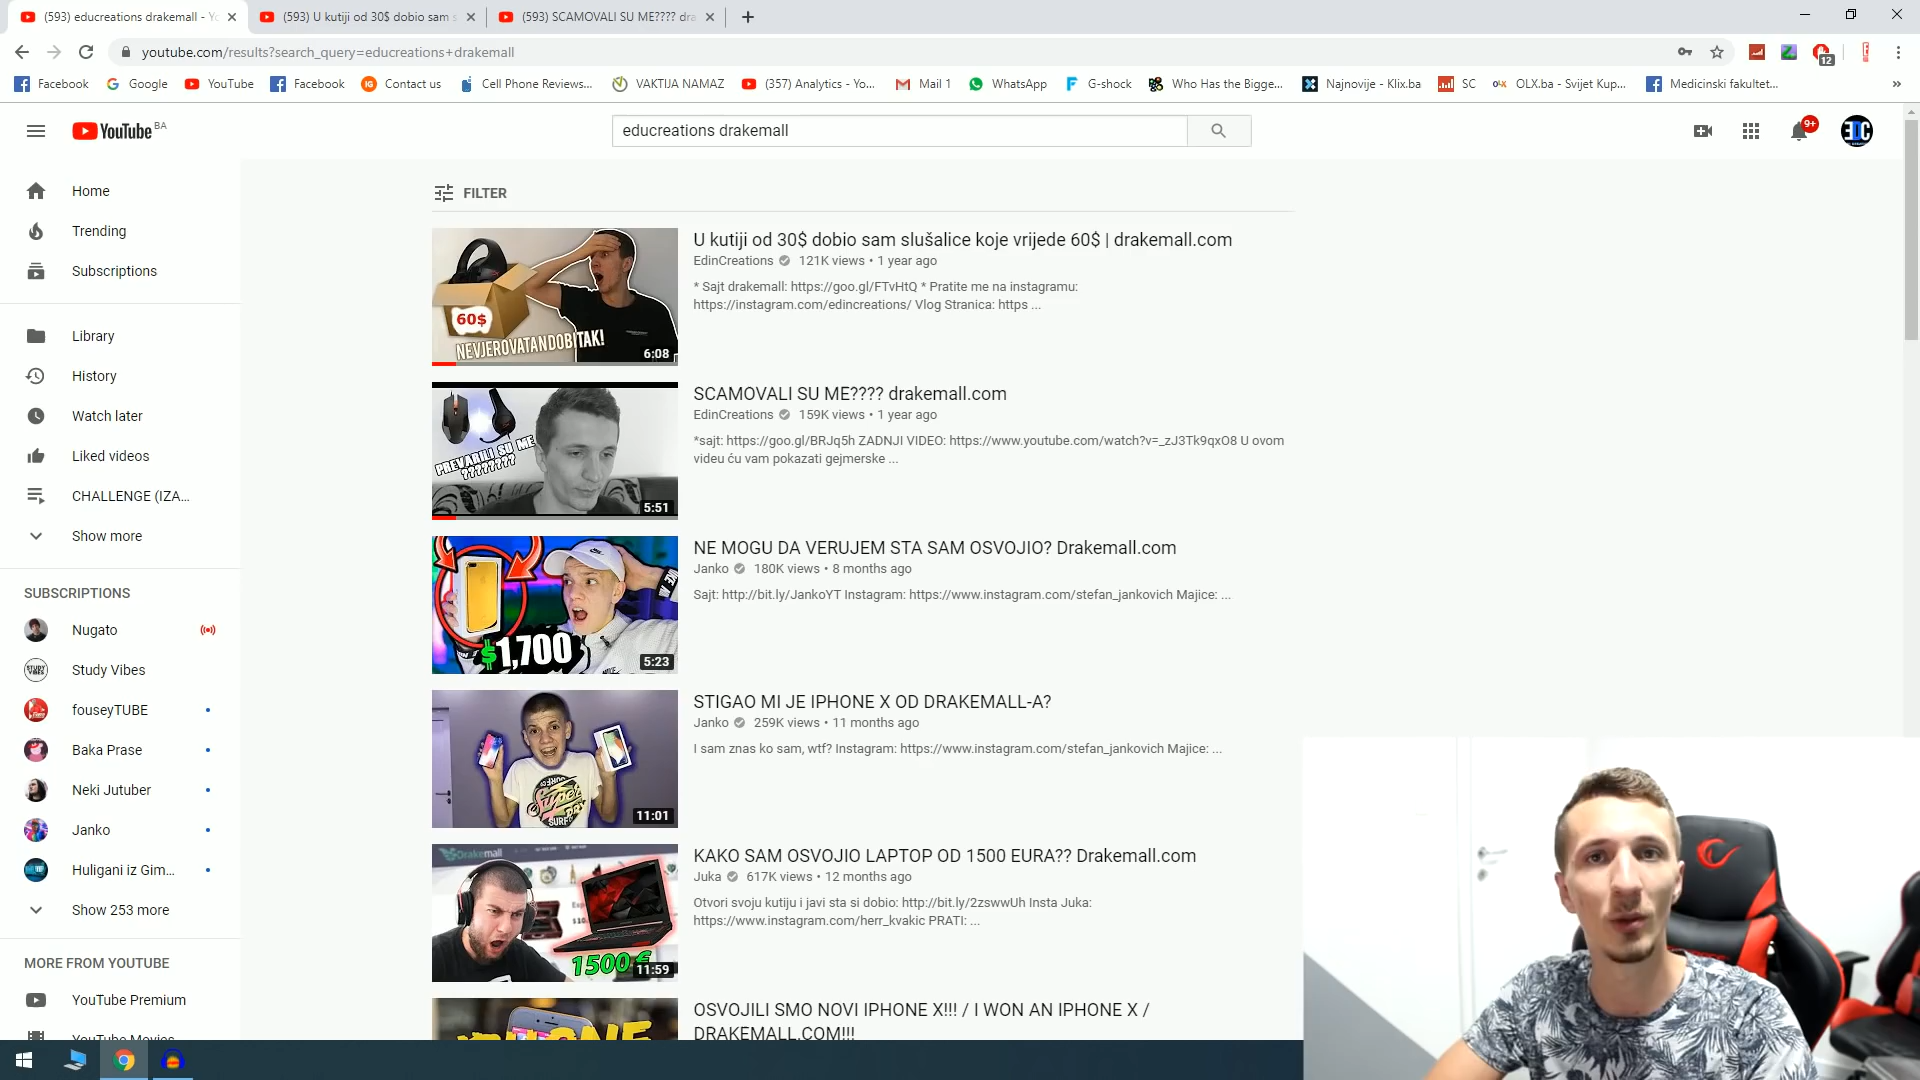 (593) educreations drakemall - Yo
(593) U kutiji od 30$ dobio sam s
(593) SCAMOVALI SU ME???? dra
youtube.com/results?search_query=educreations+drakemall
12
Facebook
Google
YouTube
Facebook
Contact us
Cell Phone Reviews...
VAKTIJA NAMAZ
(357) Analytics - Yo...
Mail 1
WhatsApp
G-shock
Who Has the Bigge...
Najnovije - Klix.ba
SC
OLX.ba - Svijet Kup...
Medicinski fakultet...
»
YouTube BA
educreations drakemall
9+
EDC
Home
Trending
Subscriptions
Library
History
Watch later
Liked videos
CHALLENGE (IZA...
Show more
SUBSCRIPTIONS
Nugato
Study Vibes
fouseyTUBE
Baka Prase
Neki Jutuber
Janko
Huligani iz Gim...
Show 253 more
MORE FROM YOUTUBE
YouTube Premium
YouTube Movies
FILTER
60$
NEVJEROVATAN DOBITAK!
6:08
U kutiji od 30$ dobio sam slušalice koje vrijede 60$ | drakemall.com
EdinCreations 121K views • 1 year ago
* Sajt drakemall: https://goo.gl/FTvHtQ * Pratite me na instagramu:
https://instagram.com/edincreations/ Vlog Stranica: https ...
PREVARILI SU ME
????????
5:51
SCAMOVALI SU ME???? drakemall.com
EdinCreations 159K views • 1 year ago
*sajt: https://goo.gl/BRJq5h ZADNJI VIDEO: https://www.youtube.com/watch?v=_zJ3Tk9qxO8 U ovom
videu ću vam pokazati gejmerske ...
$1,700
5:23
NE MOGU DA VERUJEM STA SAM OSVOJIO? Drakemall.com
Janko 180K views • 8 months ago
Sajt: http://bit.ly/JankoYT Instagram: https://www.instagram.com/stefan_jankovich Majice: ...
11:01
STIGAO MI JE IPHONE X OD DRAKEMALL-A?
Janko 259K views • 11 months ago
I sam znas ko sam, wtf? Instagram: https://www.instagram.com/stefan_jankovich Majice: ...
Drakemall
1500 €
11:59
KAKO SAM OSVOJIO LAPTOP OD 1500 EURA?? Drakemall.com
Juka 617K views • 12 months ago
Otvori svoju kutiju i javi sta si dobio: http://bit.ly/2zswwUh Insta Juka:
https://www.instagram.com/herr_kvakic PRATI: ...
OSVOJILI SMO NOVI IPHONE X!!! / I WON AN IPHONE X /
DRAKEMALL.COM!!!